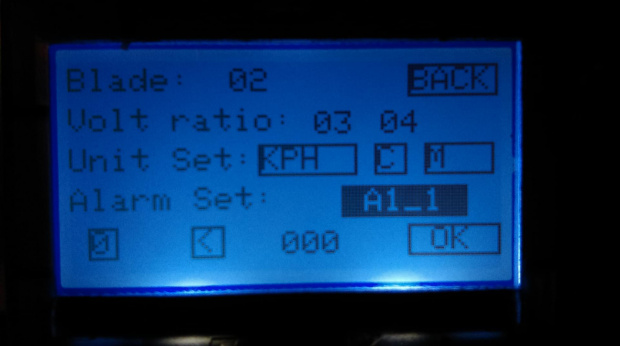 Blade: 02 BACK
Volt ratio: 03 04
Unit Set: KPH C M
Alarm Set: A1_1
0 < 000 OK